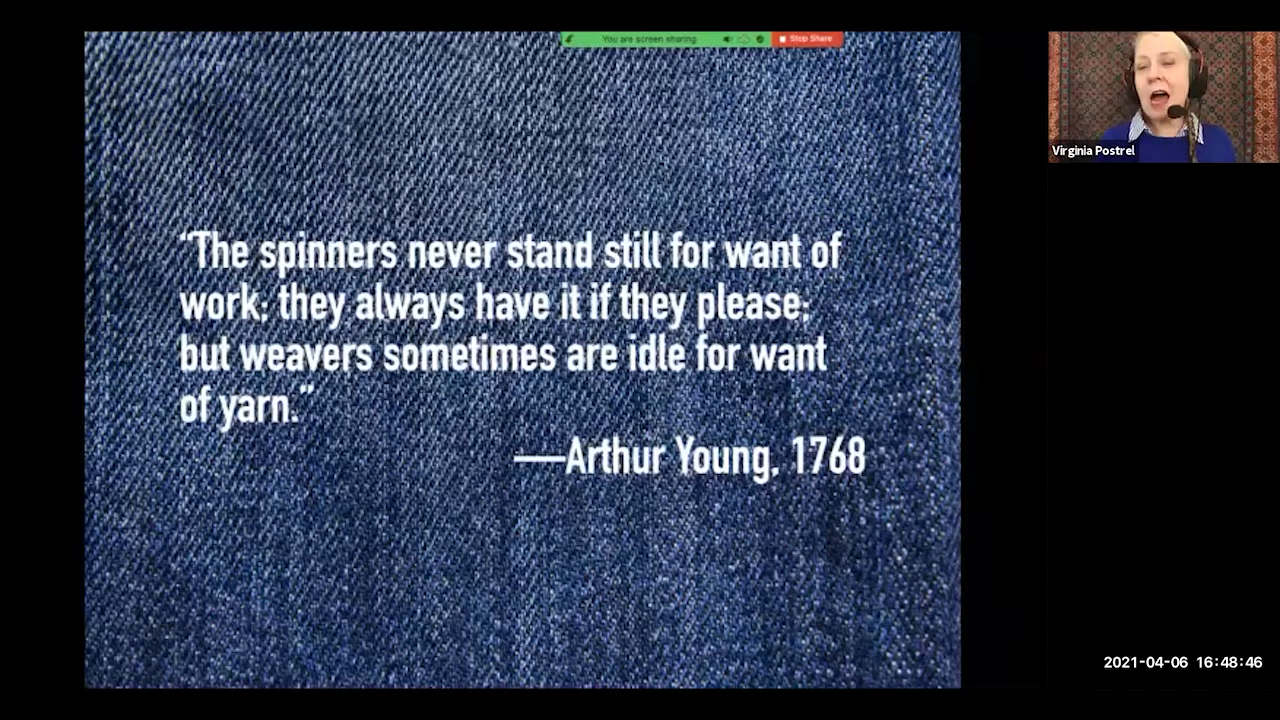 You are screen sharing
Stop Share
“The spinners never stand still for want of
work; they always have it if they please;
but weavers sometimes are idle for want
of yarn.”
—Arthur Young, 1768
Virginia Postrel
2021-04-06 16:48:46